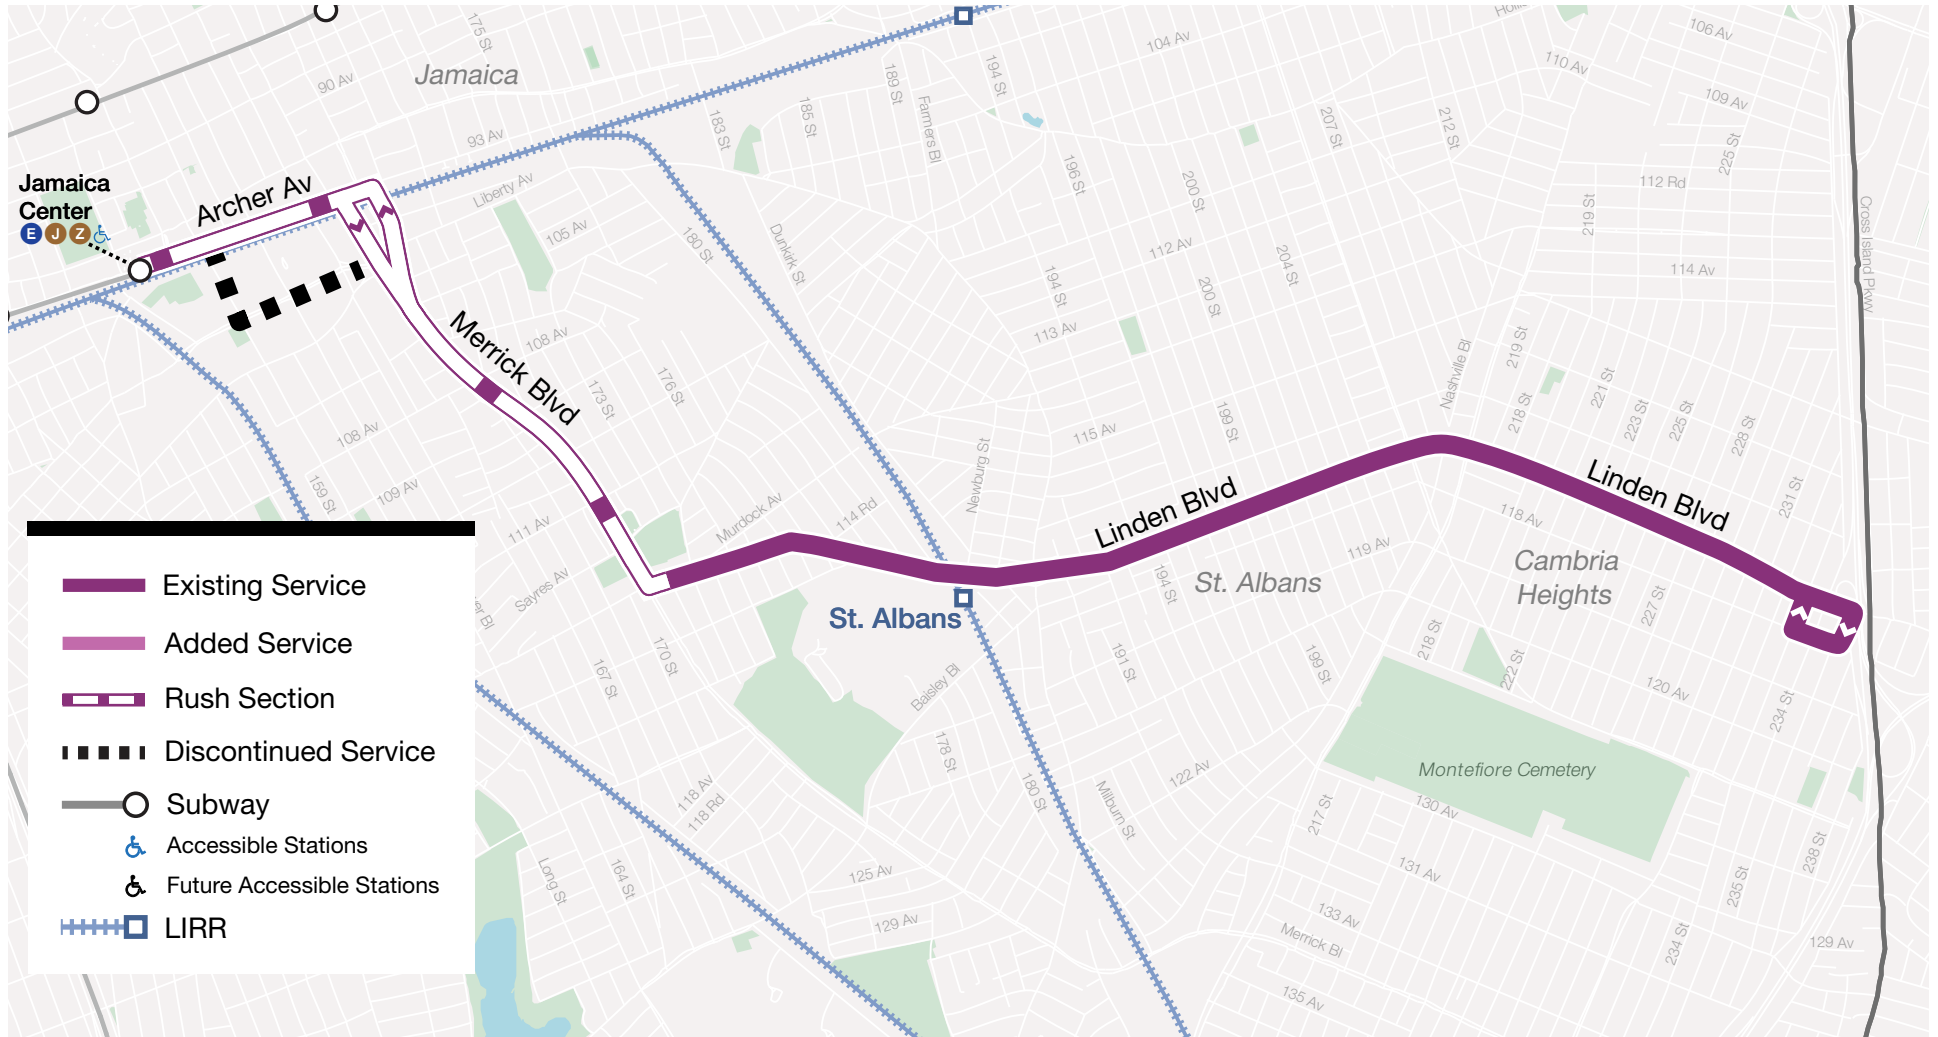 175 St
Jamaica
90 Av
93 Av
104 Av
194 St
189 St
Farmers Bl
185 St
183 St
106 Av
110 Av
109 Av
207 St
212 St
225 St
Jamaica
Center
E J Z
Archer Av
Liberty Av
105 Av
180 St
Dunkirk St
196 St
200 St
112 Rd
219 St
Cross Island Pkwy
112 Av
204 St
114 Av
194 St
200 St
113 Av
Merrick Blvd
108 Av
173 St
176 St
Nashville Bl
219 St
218 St
221 St
223 St
225 St
228 St
199 St
115 Av
Newburg St
108 Av
109 Av
159 St
111 Av
Murdock Av
114 Rd
Linden Blvd
Linden Blvd
231 St
118 Av
119 Av
Sayres Av
194 St
St. Albans
Cambria
Heights
227 St
St. Albans
167 St
170 St
Baisley Bl
191 St
199 St
218 St
222 St
120 Av
234 St
Existing Service
Added Service
Rush Section
Discontinued Service
Subway
Accessible Stations
Future Accessible Stations
LIRR
178 St
180 St
Milburn St
122 Av
Montefiore Cemetery
118 Av
118 Rd
217 St
130 Av
Long St
164 St
125 Av
129 Av
131 Av
238 St
235 St
133 Av
Merrick Bl
234 St
129 Av
135 Av